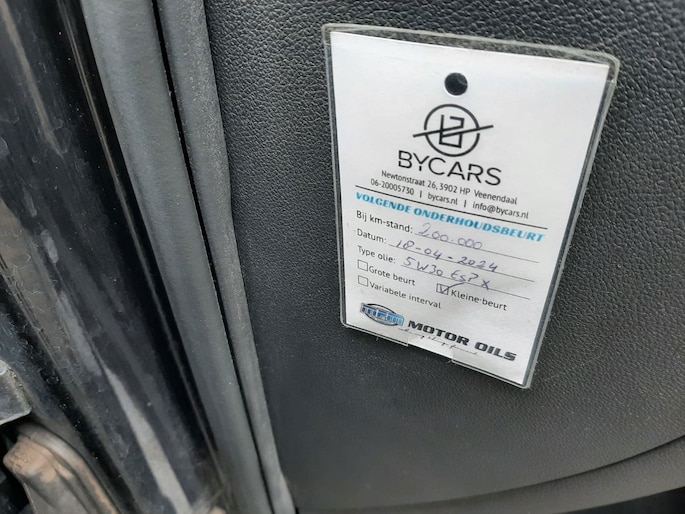 BYCARS
Newtonstraat 26, 3902 HP Veenendaal
06-20005730 | bycars.nl | info@bycars.nl
VOLGENDE ONDERHOUDSBEURT
Bij km-stand: 200.000
Datum: 18-04-2024
Type olie: 5W30 ESP X
Grote beurt Kleine beurt
Variabele interval
MPM MOTOR OILS